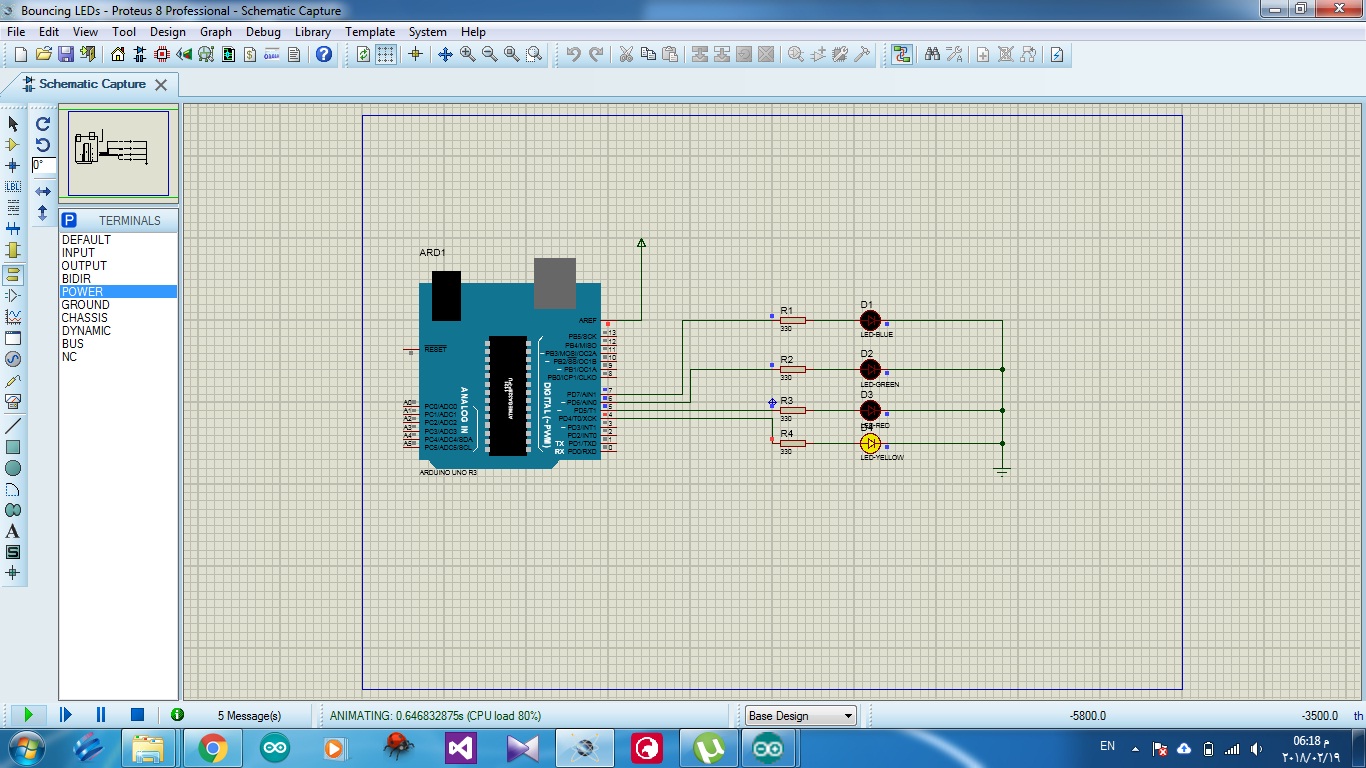 Bouncing LEDs - Proteus 8 Professional - Schematic Capture
File Edit View Tool Design Graph Debug Library Template System Help
Schematic Capture
0°
LBL
P TERMINALS
DEFAULT
INPUT
OUTPUT
BIDIR
POWER
GROUND
CHASSIS
DYNAMIC
BUS
NC
A
S
ARD1
RESET
AREF
PB5/SCK 13
PB4/MISO 12
PB3/MOSI/OC2A 11
PB2/SS/OC1B 10
PB1/OC1A 9
PB0/ICP1/CLKO 8
PD7/AIN1 7
PD6/AIN0 6
PD5/T1 5
PD4/T0/XCK 4
PD3/INT1 3
PD2/INT0 2
TX PD1/TXD 1
RX PD0/RXD 0
DIGITAL (~PWM)
ANALOG IN
A0 PC0/ADC0
A1 PC1/ADC1
A2 PC2/ADC2
A3 PC3/ADC3
A4 PC4/ADC4/SDA
A5 PC5/ADC5/SCL
ARDUINO UNO R3
R1
330
D1
LED-BLUE
R2
330
D2
LED-GREEN
R3
330
D3
LED-RED
R4
330
D4
LED-YELLOW
5 Message(s)
ANIMATING: 0.646832875s (CPU load 80%)
Base Design
-5800.0
-3500.0
th
EN
06:18 م
٢٠١٨/٠٢/١٩